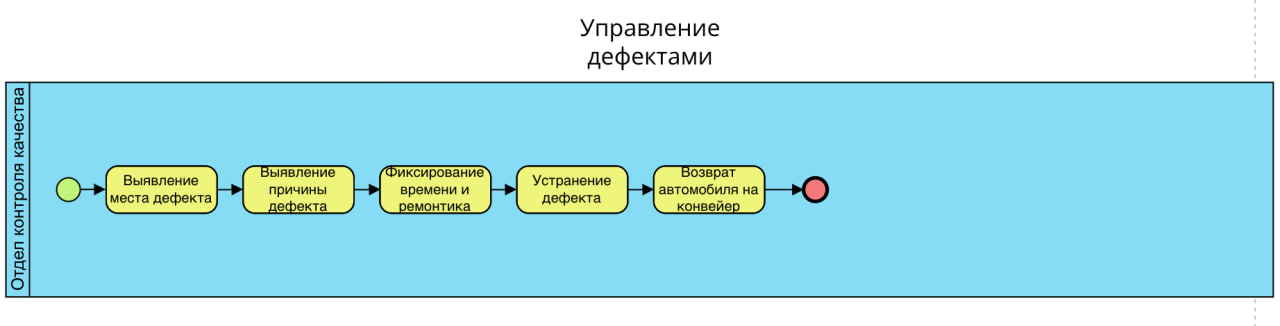 Управление
дефектами
Отдел контроля качества
Выявление
места дефекта
Выявление
причины
дефекта
Фиксирование
времени и
ремонтика
Устранение
дефекта
Возврат
автомобиля на
конвейер